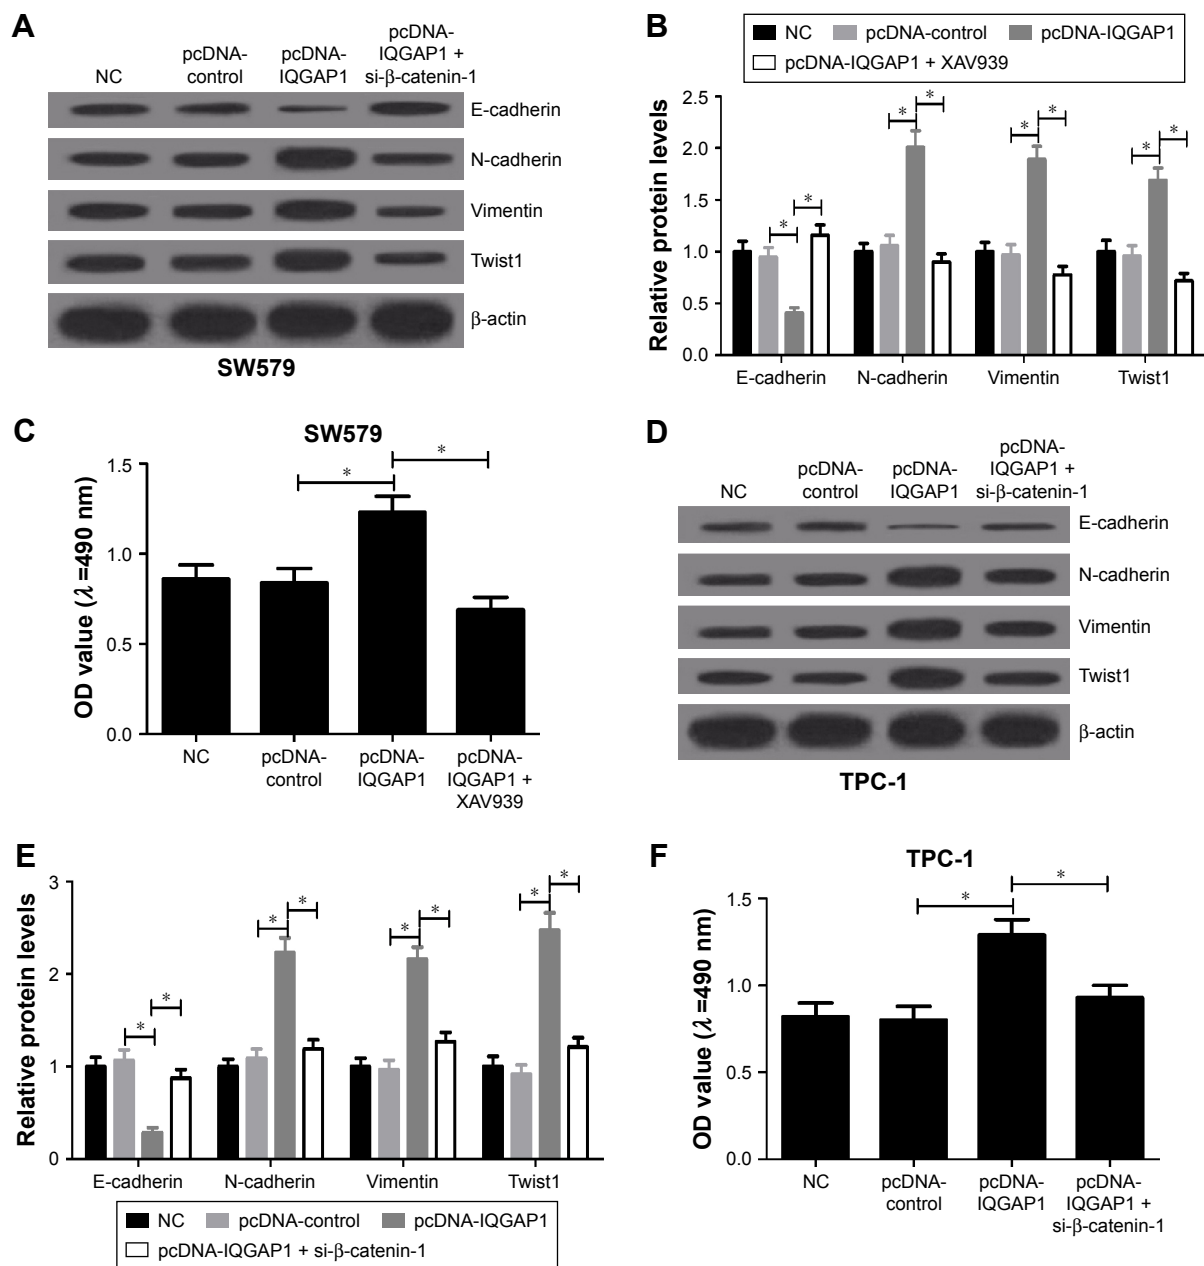 A
NC
pcDNA-
control
pcDNA-
IQGAP1
pcDNA-
IQGAP1 +
si-β-catenin-1
E-cadherin
N-cadherin
Vimentin
Twist1
β-actin
SW579
B
NC pcDNA-control pcDNA-IQGAP1
pcDNA-IQGAP1 + XAV939
Relative protein levels
2.5
2.0
1.5
1.0
0.5
0.0
* * * * * * * *
E-cadherin N-cadherin Vimentin Twist1
C
SW579
OD value (λ=490 nm)
1.5
1.0
0.5
0.0
* *
NC
pcDNA-
control
pcDNA-
IQGAP1
pcDNA-
IQGAP1 +
XAV939
D
NC
pcDNA-
control
pcDNA-
IQGAP1
pcDNA-
IQGAP1 +
si-β-catenin-1
E-cadherin
N-cadherin
Vimentin
Twist1
β-actin
TPC-1
E
Relative protein levels
3
2
1
0
* * * * * * * *
E-cadherin N-cadherin Vimentin Twist1
NC pcDNA-control pcDNA-IQGAP1
pcDNA-IQGAP1 + si-β-catenin-1
F
TPC-1
OD value (λ=490 nm)
1.5
1.0
0.5
0.0
* *
NC
pcDNA-
control
pcDNA-
IQGAP1
pcDNA-
IQGAP1 +
si-β-catenin-1